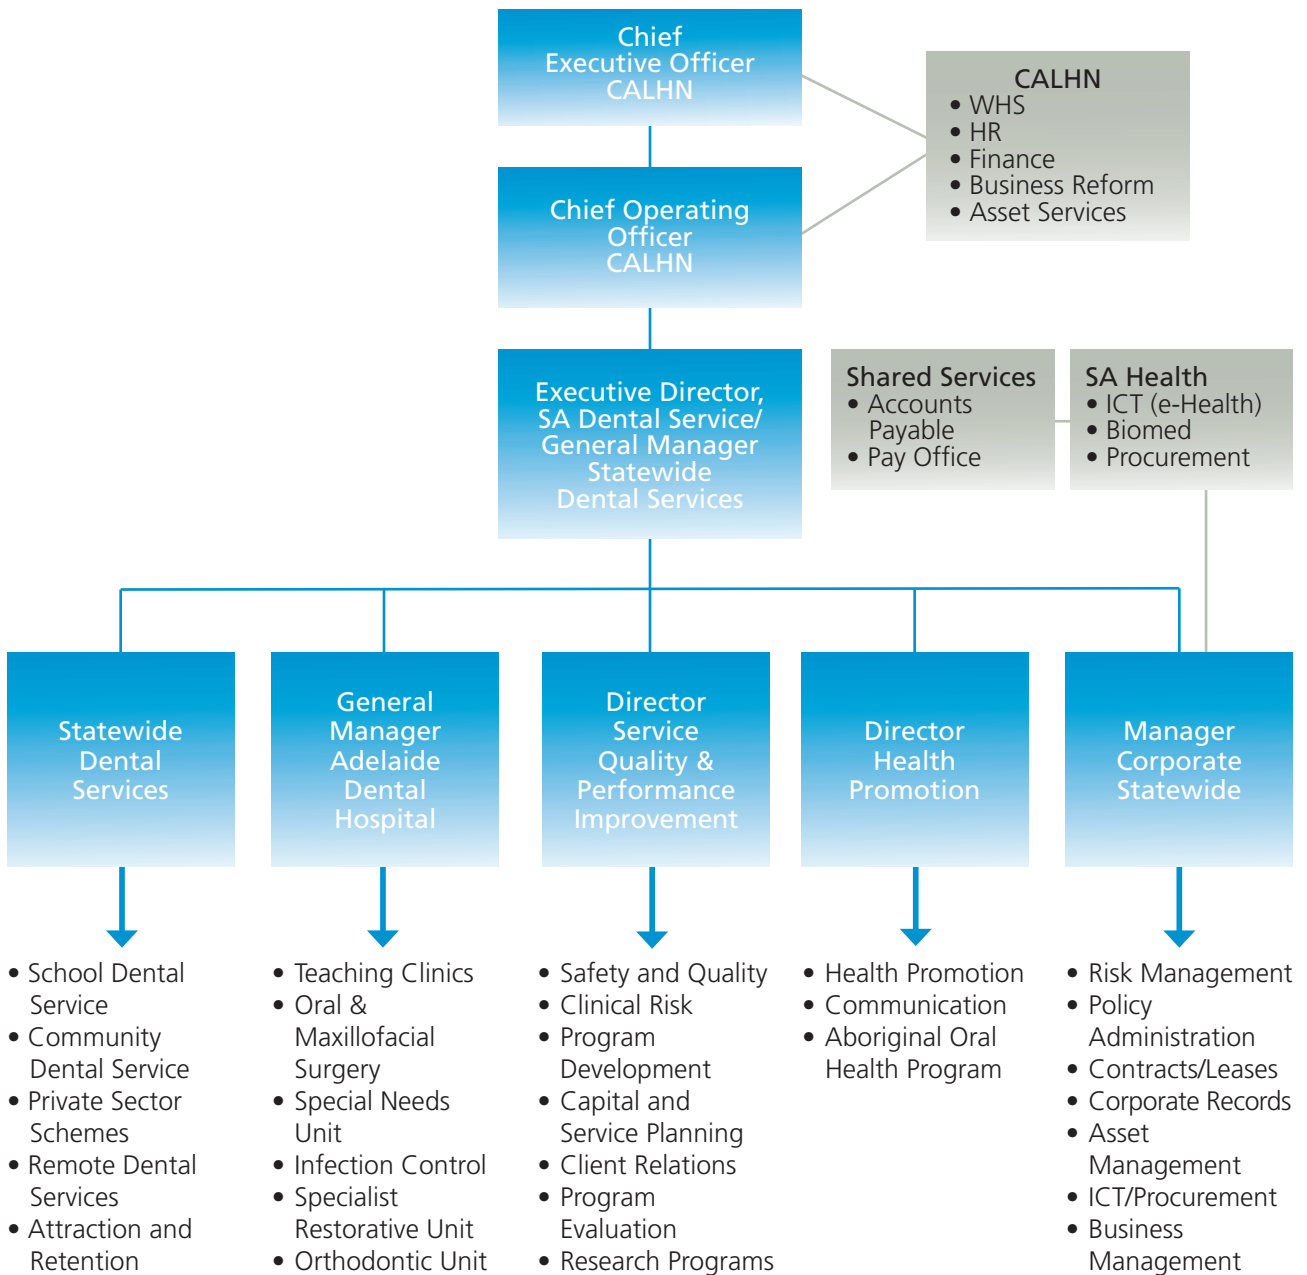 Chief
Executive Officer
CALHN
CALHN
• WHS
• HR
• Finance
• Business Reform
• Asset Services
Chief Operating
Officer
CALHN
Executive Director,
SA Dental Service/
General Manager
Statewide
Dental Services
Shared Services
• Accounts
Payable
• Pay Office
SA Health
• ICT (e-Health)
• Biomed
• Procurement
Statewide
Dental
Services
General
Manager
Adelaide
Dental
Hospital
Director
Service
Quality &
Performance
Improvement
Director
Health
Promotion
Manager
Corporate
Statewide
• School Dental
Service
• Community
Dental Service
• Private Sector
Schemes
• Remote Dental
Services
• Attraction and
Retention
• Teaching Clinics
• Oral &
Maxillofacial
Surgery
• Special Needs
Unit
• Infection Control
• Specialist
Restorative Unit
• Orthodontic Unit
• Safety and Quality
• Clinical Risk
• Program
Development
• Capital and
Service Planning
• Client Relations
• Program
Evaluation
• Research Programs
• Health Promotion
• Communication
• Aboriginal Oral
Health Program
• Risk Management
• Policy
Administration
• Contracts/Leases
• Corporate Records
• Asset
Management
• ICT/Procurement
• Business
Management